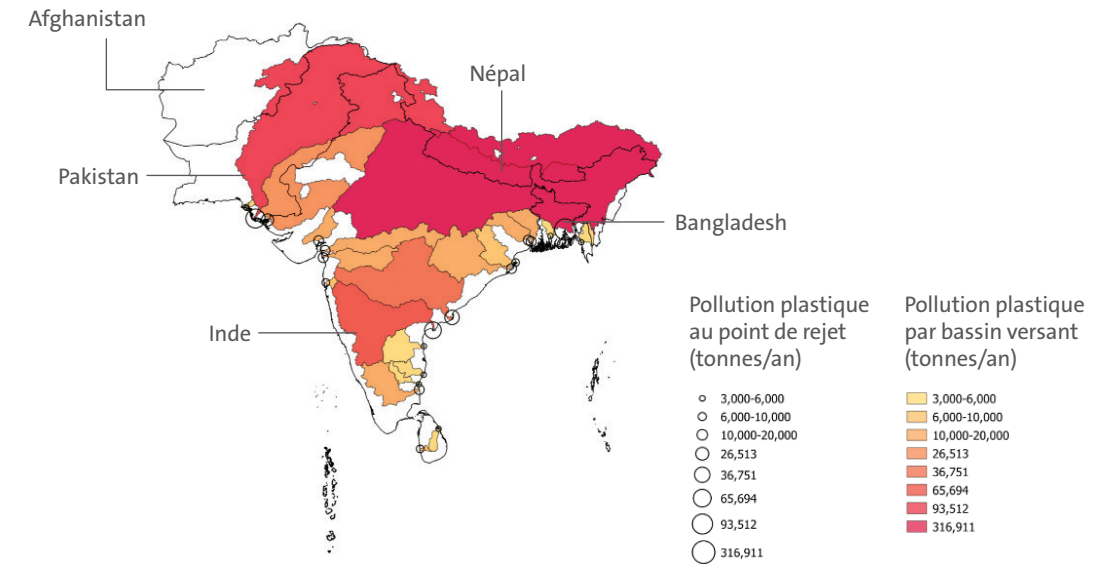 Afghanistan
Népal
Pakistan
Bangladesh
Inde
Pollution plastique
au point de rejet
(tonnes/an)
3,000-6,000
6,000-10,000
10,000-20,000
26,513
36,751
65,694
93,512
316,911
Pollution plastique
par bassin versant
(tonnes/an)
3,000-6,000
6,000-10,000
10,000-20,000
26,513
36,751
65,694
93,512
316,911